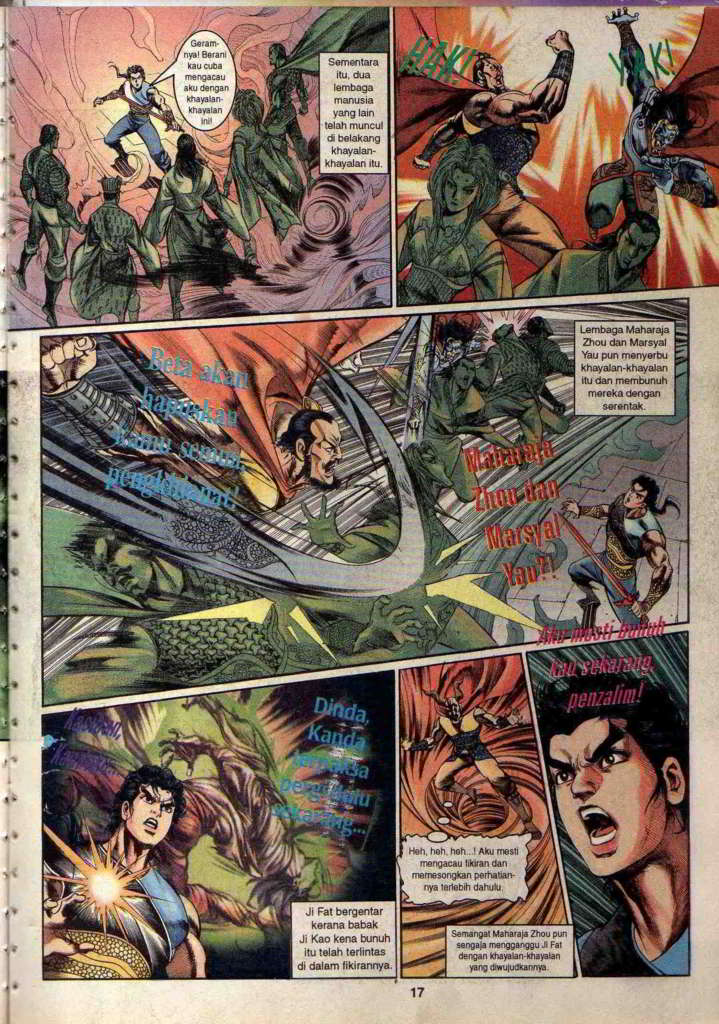 Geram-
nya! Berani
kau cuba
mengacau
aku dengan
khayalan-
khayalan
ini!
Sementara
itu, dua
lembaga
manusia
yang lain
telah muncul
di belakang
khayalan-
khayalan itu.
HAK!
YAK!
Beta akan
hapuskan
kamu semua,
pengkhianat!
Lembaga Maharaja
Zhou dan Marsyal
Yau pun menyerbu
khayalan-khayalan
itu dan membunuh
mereka dengan
serentak.
Maharaja
Zhou dan
Marsyal
Yau?!
Aku mesti bunuh
kau sekarang,
penzalim!
Dinda,
Kanda
terpaksa
pergi dulu
sekarang...
Ji Fat bergentar
kerana babak
Ji Kao kena bunuh
itu telah terlintas
di dalam fikirannya.
Heh, heh, heh...! Aku mesti
mengacau fikiran dan
memesongkan perhatian-
nya terlebih dahulu.
Semangat Maharaja Zhou pun
sengaja mengganggu Ji Fat
dengan khayalan-khayalan
yang diwujudkannya.
17